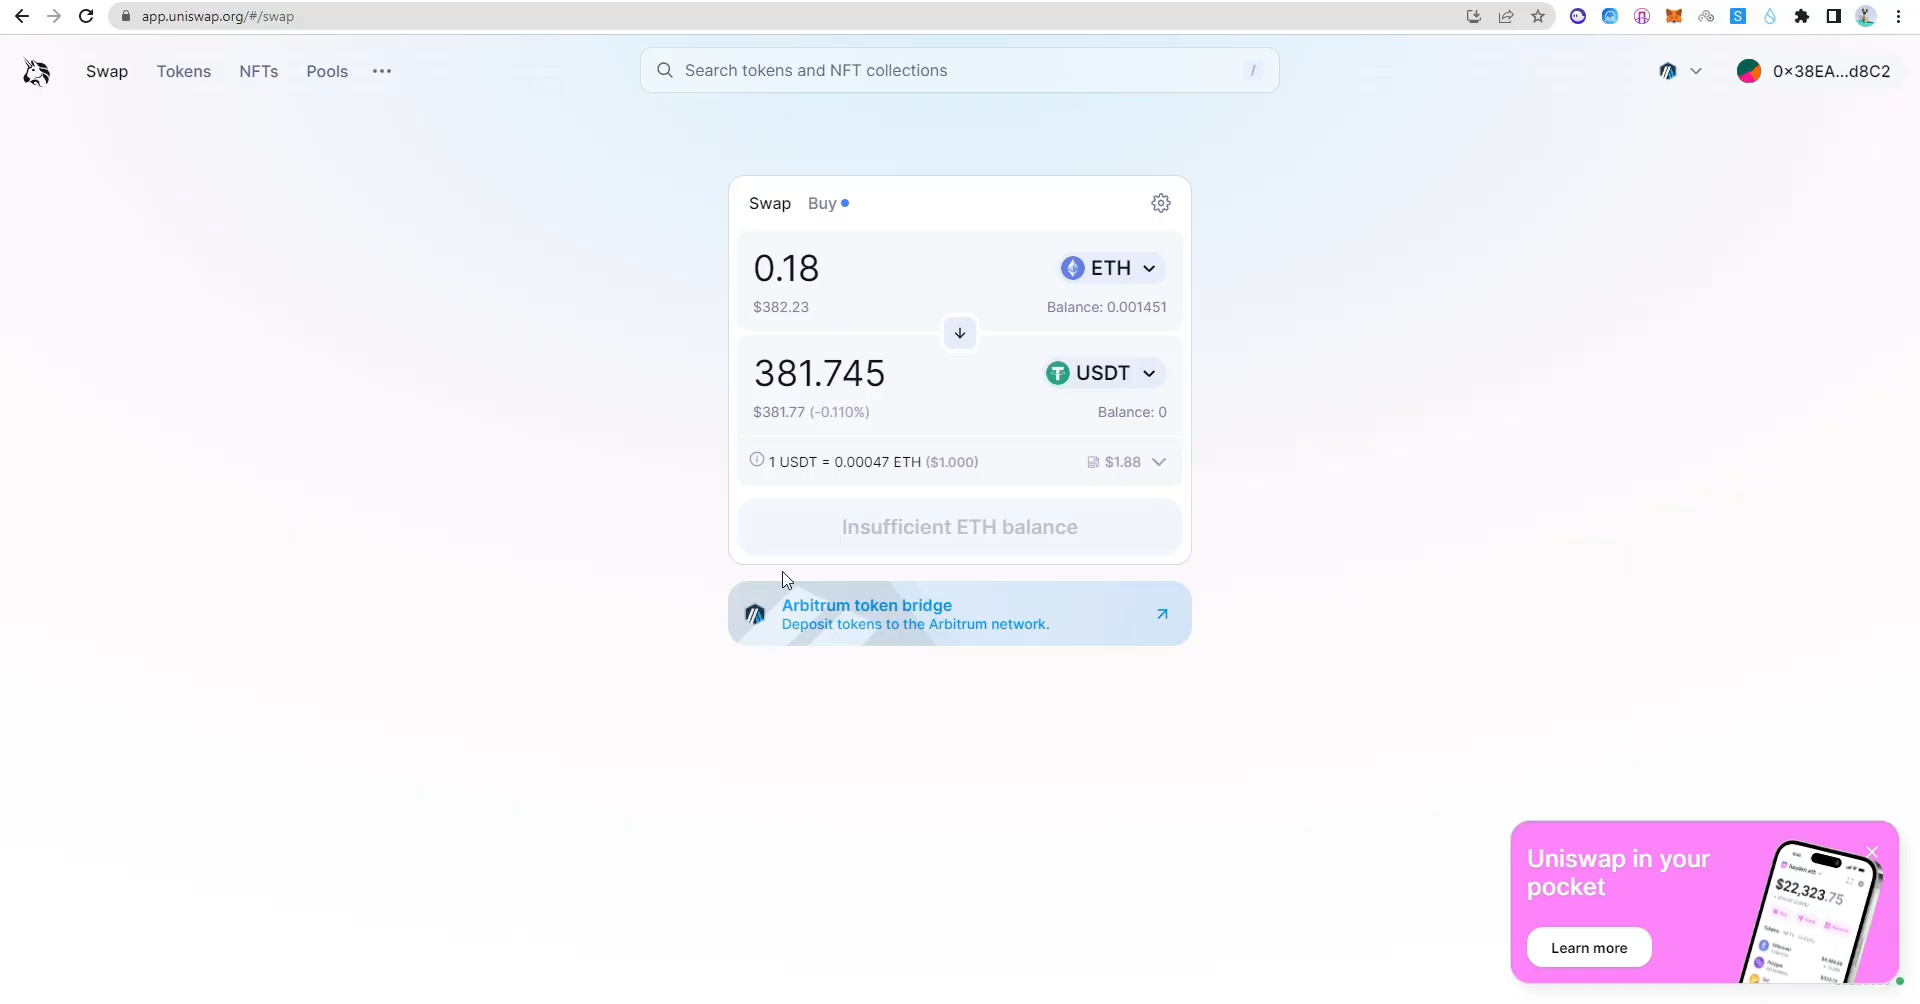 app.uniswap.org/#/swap
Swap Tokens NFTs Pools
Search tokens and NFT collections /
0x38EA...d8C2
Swap Buy
0.18 ETH
$382.23 Balance: 0.001451
381.745 USDT
$381.77 (-0.110%) Balance: 0
1 USDT = 0.00047 ETH ($1.000) $1.88
Insufficient ETH balance
Arbitrum token bridge
Deposit tokens to the Arbitrum network.
Uniswap in your
pocket
$22,323.75
Learn more